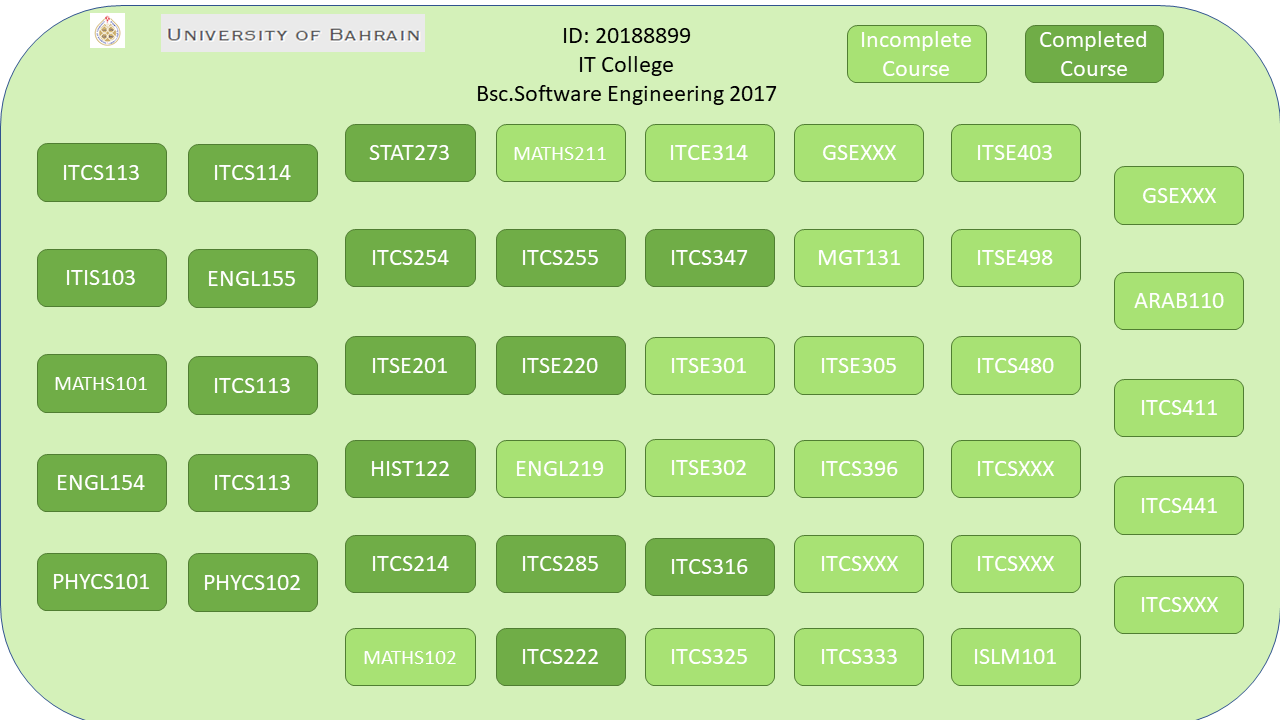 UNIVERSITY OF BAHRAIN
ID: 20188899
IT College
Bsc.Software Engineering 2017
Incomplete
Course
Completed
Course
ITCS113
ITIS103
MATHS101
ENGL154
PHYCS101
ITCS114
ENGL155
ITCS113
ITCS113
PHYCS102
STAT273
ITCS254
ITSE201
HIST122
ITCS214
MATHS102
MATHS211
ITCS255
ITSE220
ENGL219
ITCS285
ITCS222
ITCE314
ITCS347
ITSE301
ITSE302
ITCS316
ITCS325
GSEXXX
MGT131
ITSE305
ITCS396
ITCSXXX
ITCS333
ITSE403
ITSE498
ITCS480
ITCSXXX
ITCSXXX
ISLM101
GSEXXX
ARAB110
ITCS411
ITCS441
ITCSXXX